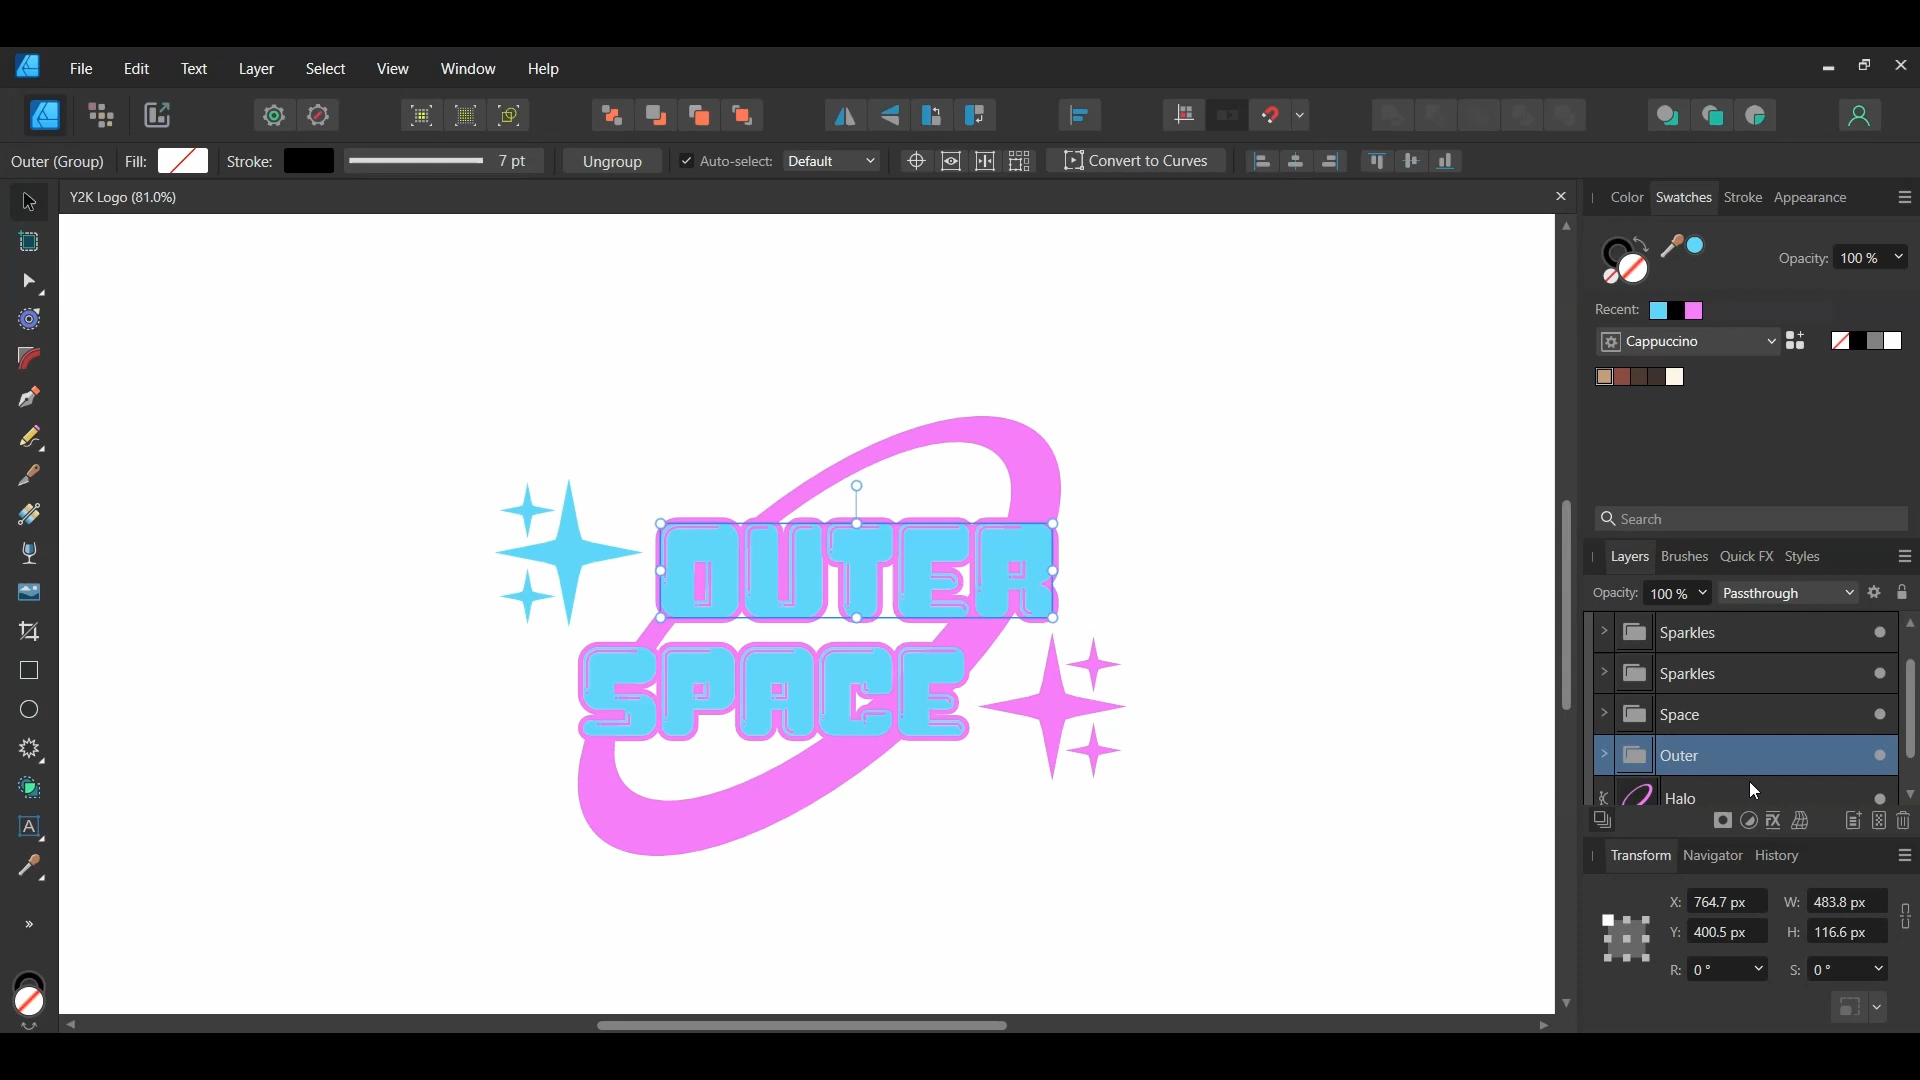 File Edit Text Layer Select View Window Help
Outer (Group) Fill: Stroke: 7 pt Ungroup Auto-select: Default Convert to Curves
Y2K Logo (81.0%)
Color Swatches Stroke Appearance
Opacity: 100 %
Recent:
Cappuccino
Search
Layers Brushes Quick FX Styles
Opacity: 100 % Passthrough
Sparkles
Sparkles
Space
Outer
Halo
Transform Navigator History
X: 764.7 px W: 483.8 px
Y: 400.5 px H: 116.6 px
R: 0 ° S: 0 °
OUTER
SPACE